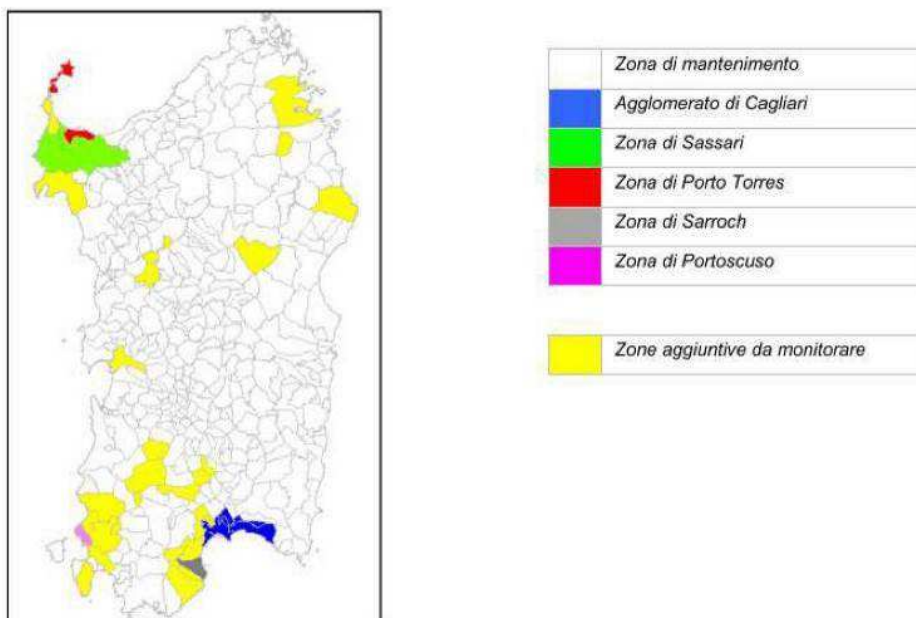 Zona di mantenimento
Agglomerato di Cagliari
Zona di Sassari
Zona di Porto Torres
Zona di Sarroch
Zona di Portoscuso
Zone aggiuntive da monitorare